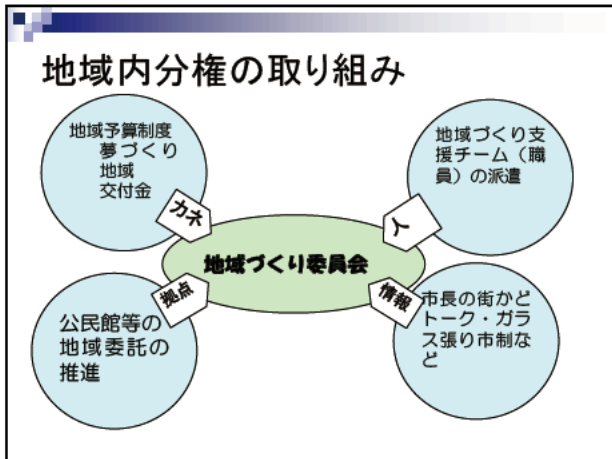 地域内分権の取り組み
地域予算制度
夢づくり
地域
交付金
カネ
地域づくり支
援チーム（職
員）の派遣
人
地域づくり委員会
拠点
公民館等の
地域委託の
推進
情報
市長の街かど
トーク・ガラ
ス張り市制な
ど